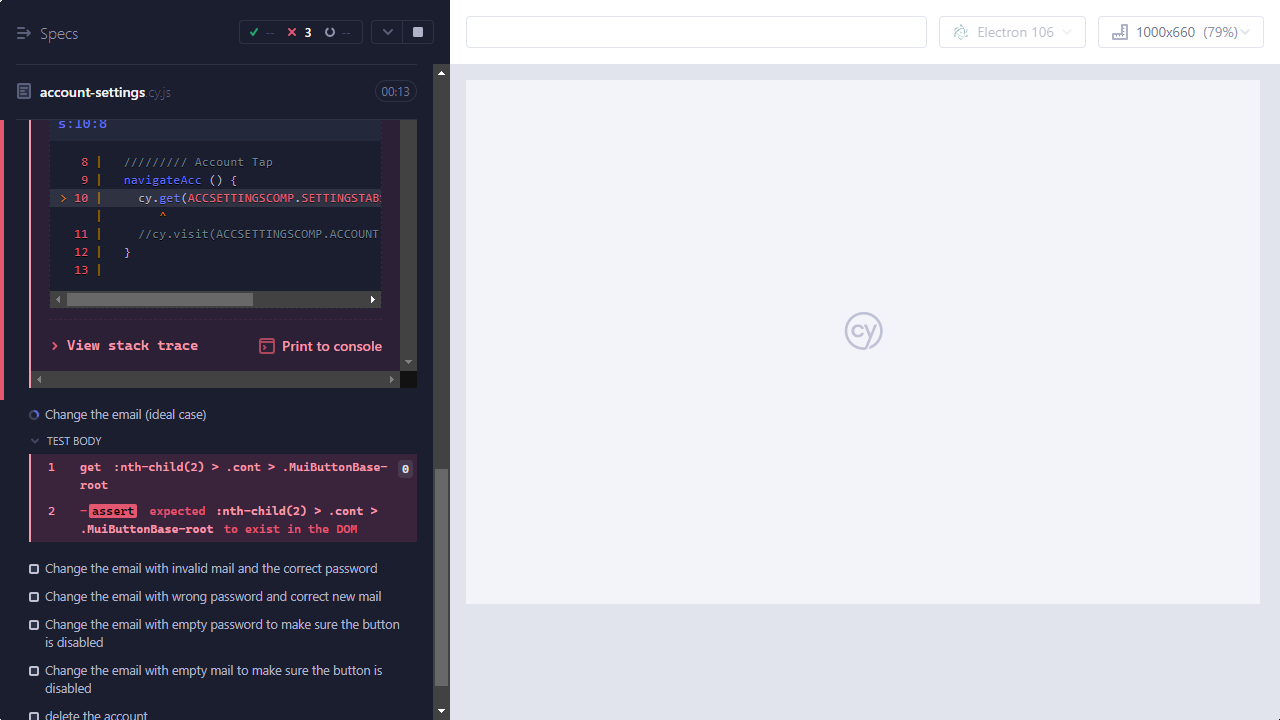 Specs
-- 3 --
Electron 106
1000x660 (79%)
account-settings.cy.js
00:13
s:10:8
8 | ///////// Account Tap
9 | navigateAcc () {
> 10 | cy.get(ACCSETTINGSCOMP.SETTINGSTAB
| ^
11 | //cy.visit(ACCSETTINGSCOMP.ACCOUNT
12 | }
13 |
> View stack trace
Print to console
Change the email (ideal case)
TEST BODY
1 get :nth-child(2) > .cont > .MuiButtonBase-
root
0
2 -assert expected :nth-child(2) > .cont >
.MuiButtonBase-root to exist in the DOM
Change the email with invalid mail and the correct password
Change the email with wrong password and correct new mail
Change the email with empty password to make sure the button
is disabled
Change the email with empty mail to make sure the button is
disabled
delete the account
cy